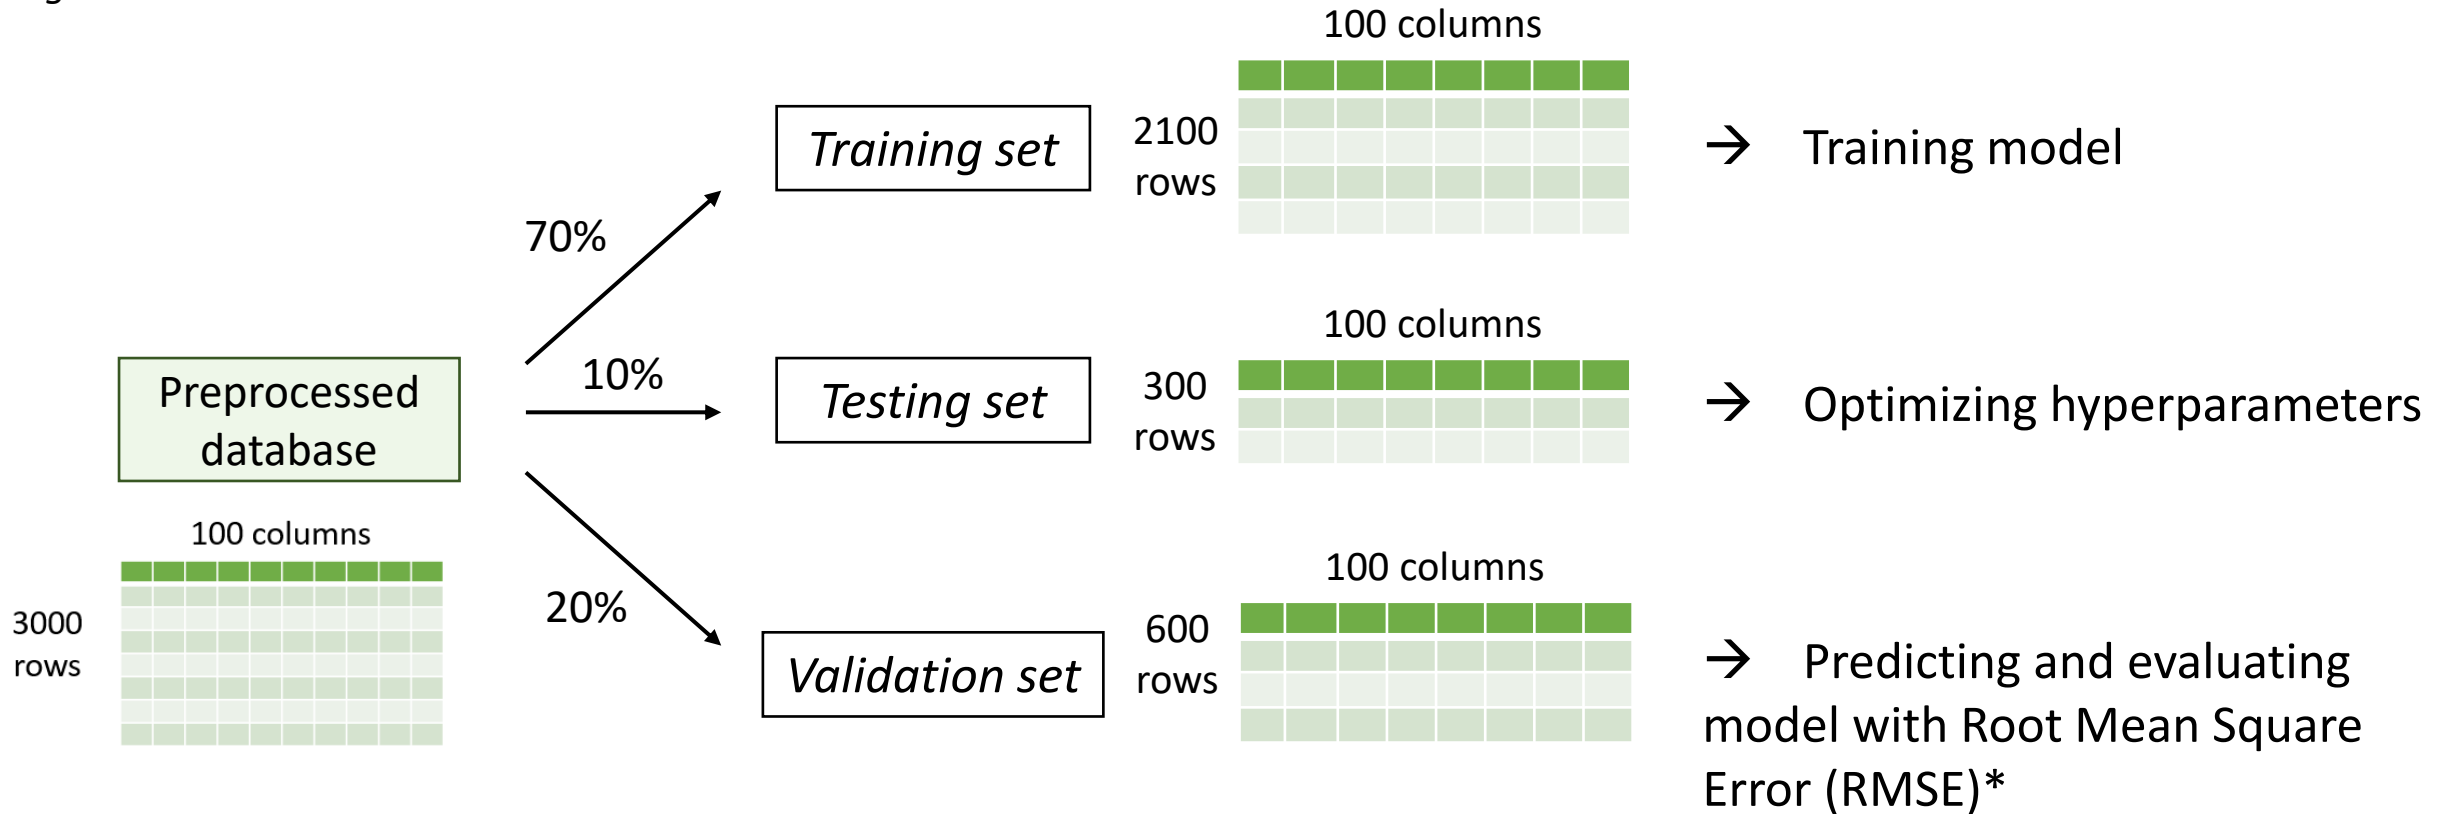 100 columns
Training set
2100
rows
→ Training model
70%
100 columns
10%
Testing set
300
rows
→ Optimizing hyperparameters
Preprocessed
database
100 columns
3000
rows
20%
100 columns
Validation set
600
rows
→ Predicting and evaluating
model with Root Mean Square
Error (RMSE)*